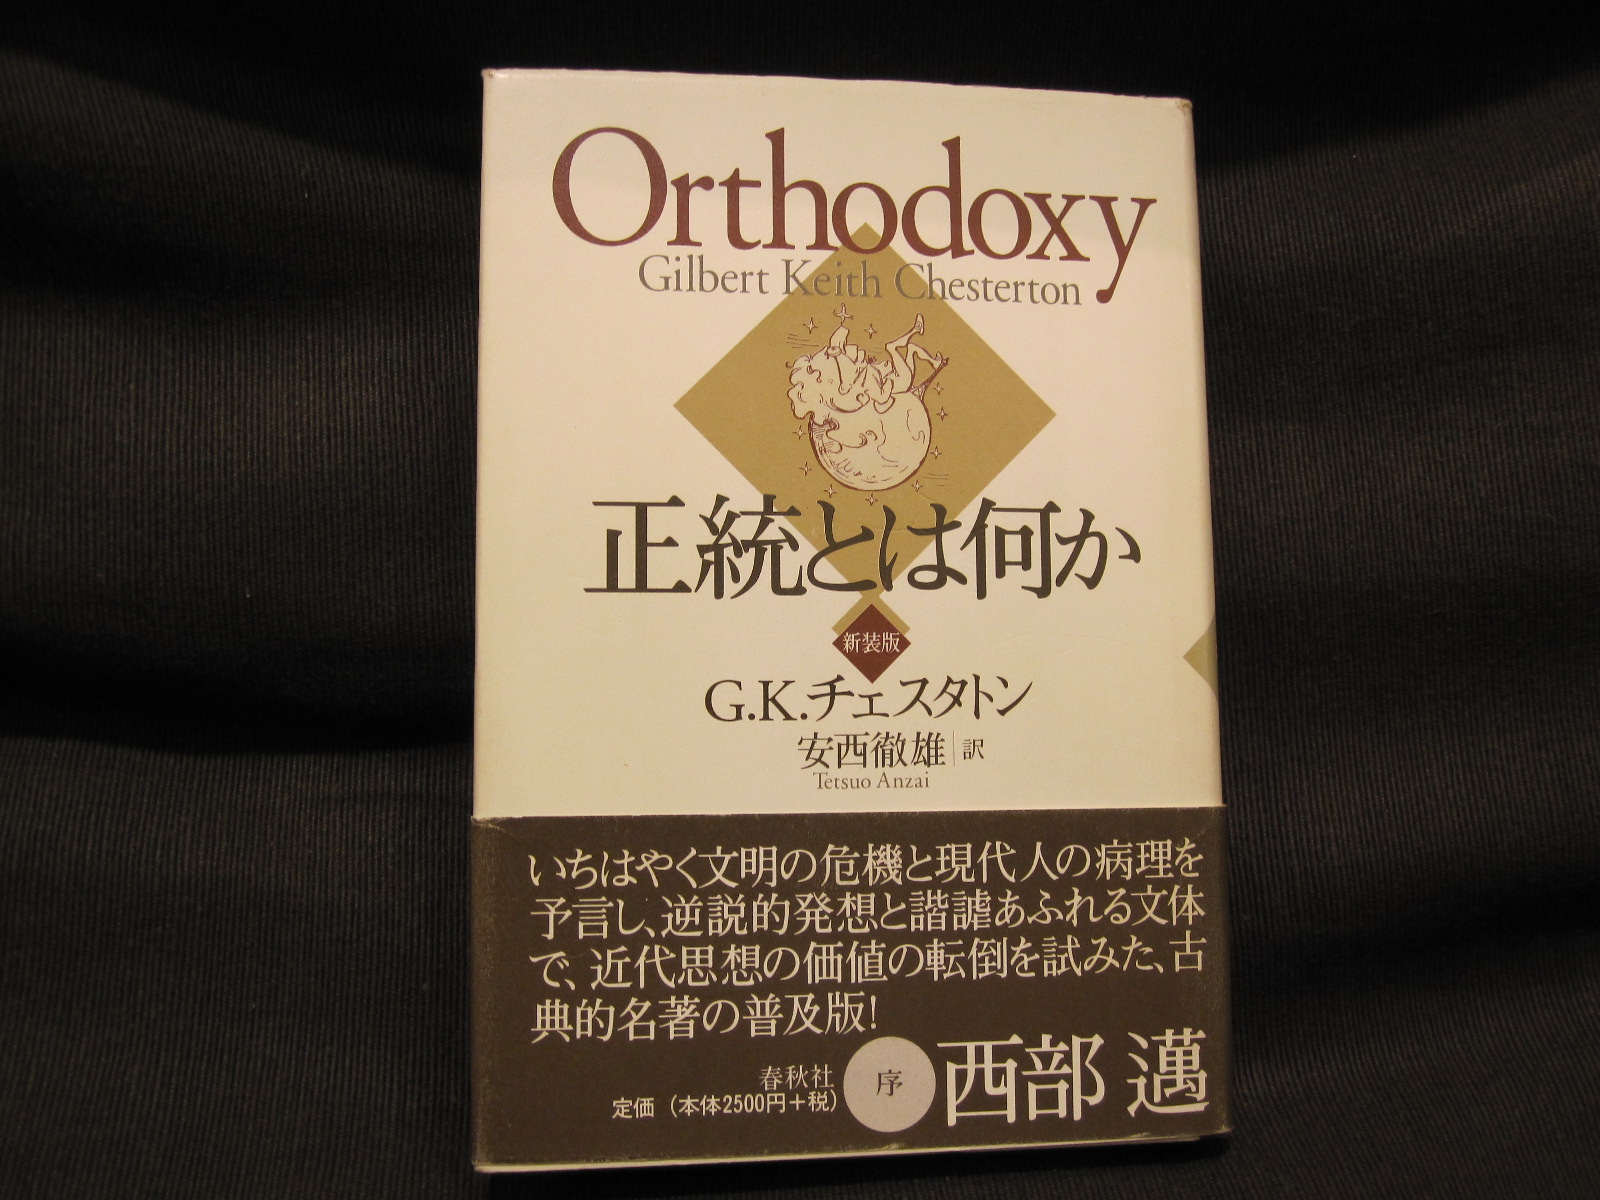 Orthodoxy
Gilbert Keith Chesterton
正統とは何か
新装版
G.K.チェスタトン
安西徹雄|訳
Tetsuo Anzai
いちはやく文明の危機と現代人の病理を
予言し、逆説的発想と諧謔あふれる文体
で、近代思想の価値の転倒を試みた、古
典的名著の普及版!
春秋社
定価(本体2500円+税)
序
西部 邁